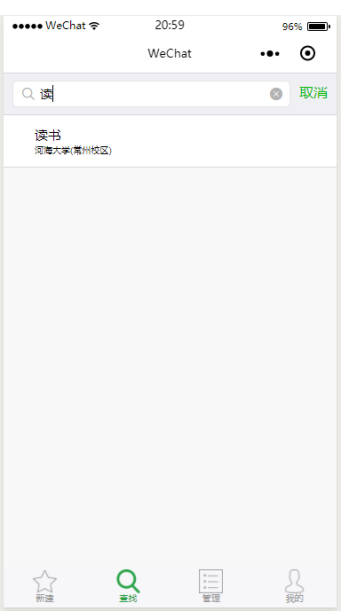 WeChat 20:59 96%
WeChat
读 取消
读书
河海大学(常州校区)
新建 查找 管理 我的